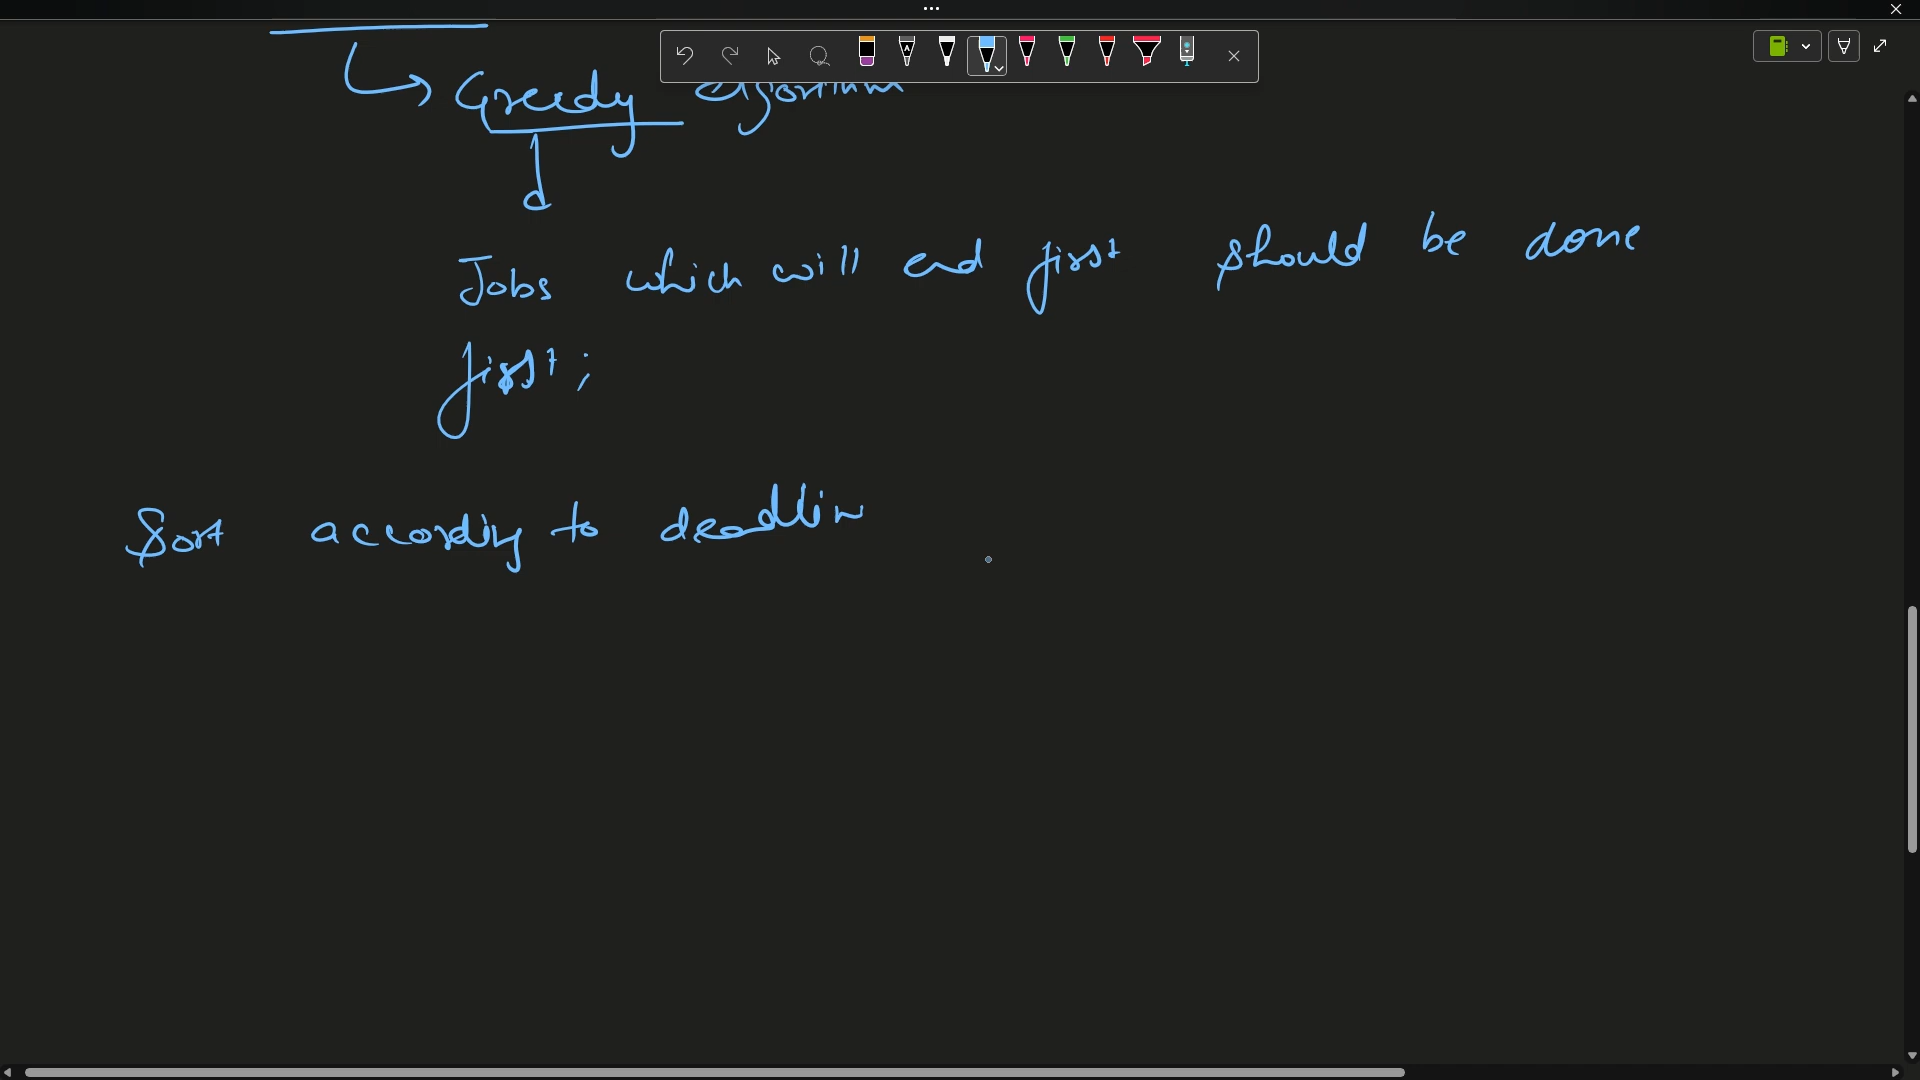 Greedy algorithm
Jobs which will end first should be done
first;
Sort according to deadlin